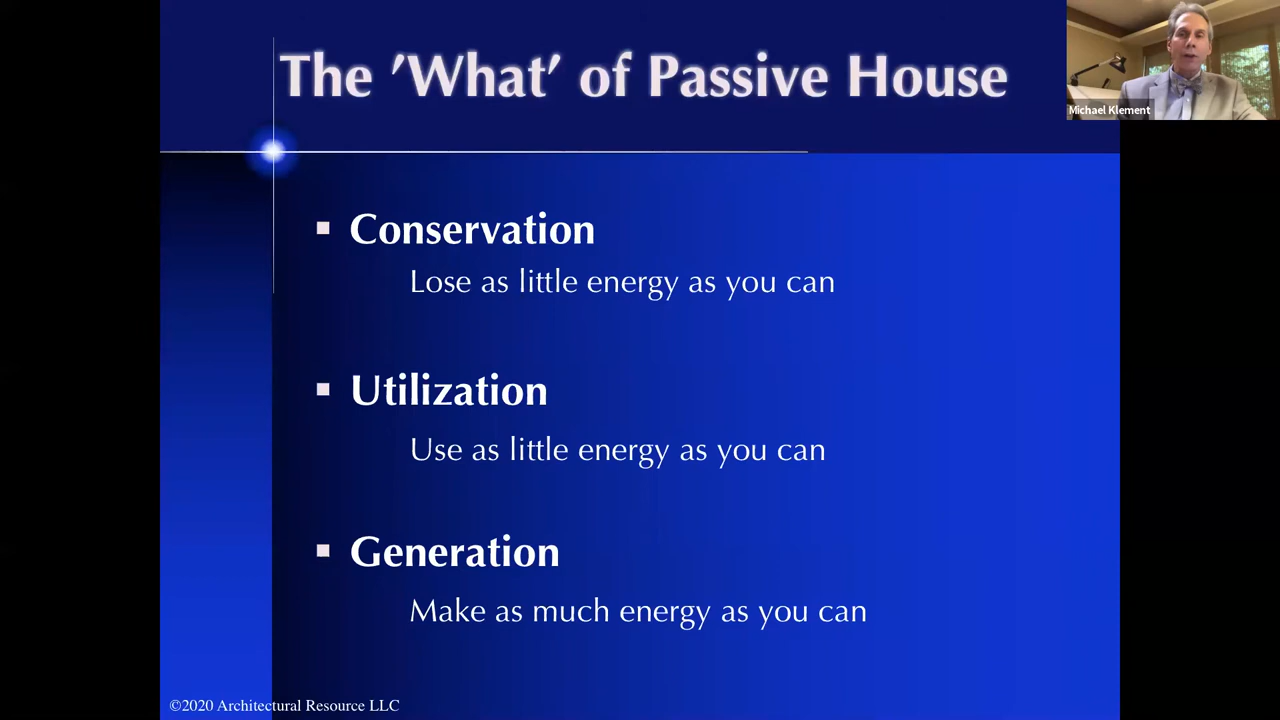 The ’What’ of Passive House
Michael Klement
▪ Conservation
Lose as little energy as you can
▪ Utilization
Use as little energy as you can
▪ Generation
Make as much energy as you can
©2020 Architectural Resource LLC